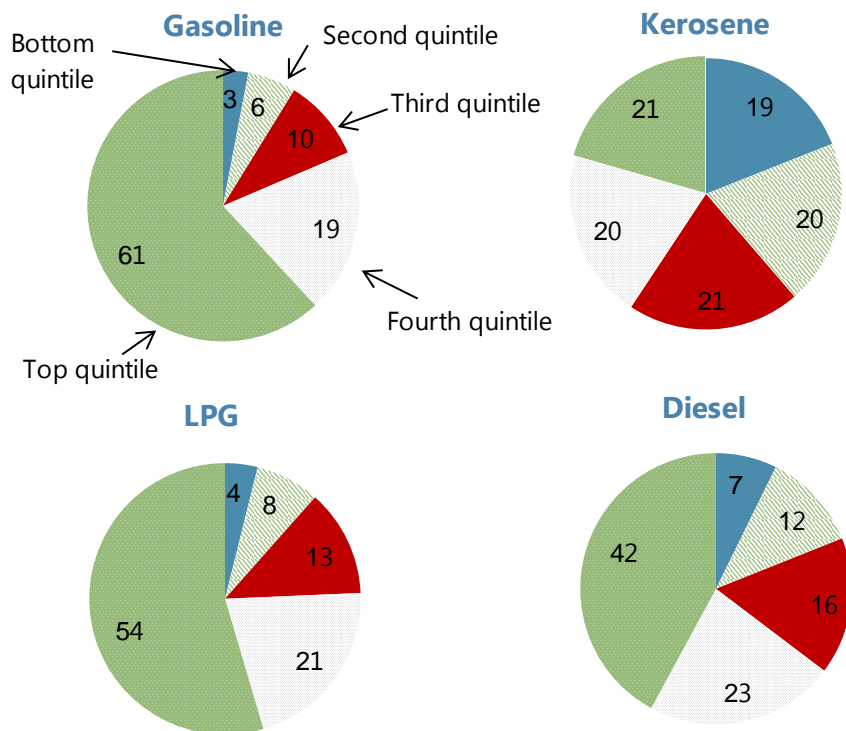 Gasoline
Bottom
quintile
Second quintile
3
6
Third quintile
10
19
61
Fourth quintile
Top quintile
Kerosene
21
19
20
20
21
LPG
4
8
13
54
21
Diesel
7
12
42
16
23